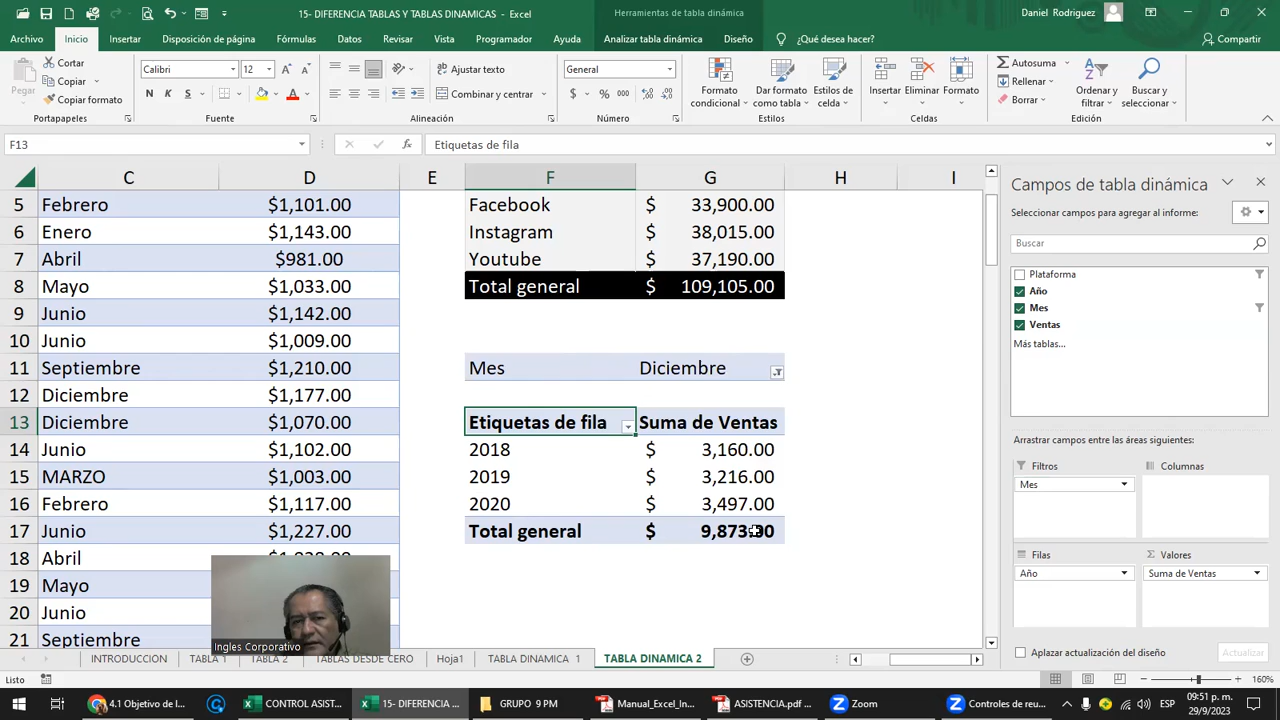 15- DIFERENCIA TABLAS Y TABLAS DINAMICAS - Excel
Herramientas de tabla dinámica
Daniel Rodriguez
Archivo Inicio Insertar Disposición de página Fórmulas Datos Revisar Vista Programador Ayuda Analizar tabla dinámica Diseño ¿Qué desea hacer? Compartir
Pegar
Cortar
Copiar
Copiar formato
Portapapeles
Calibri 12
N K S
Fuente
Ajustar texto
Combinar y centrar
Alineación
General
$ % 000
Número
Formato condicional
Dar formato como tabla
Estilos de celda
Estilos
Insertar Eliminar Formato
Celdas
Autosuma
Rellenar
Borrar
Ordenar y filtrar
Buscar y seleccionar
Edición
F13 fx Etiquetas de fila
C D E F G H I
5 Febrero $1,101.00 Facebook $ 33,900.00
6 Enero $1,143.00 Instagram $ 38,015.00
7 Abril $981.00 Youtube $ 37,190.00
8 Mayo $1,033.00 Total general $ 109,105.00
9 Junio $1,142.00
10 Junio $1,009.00
11 Septiembre $1,210.00 Mes Diciembre
12 Diciembre $1,177.00
13 Diciembre $1,070.00 Etiquetas de fila Suma de Ventas
14 Junio $1,102.00 2018 $ 3,160.00
15 MARZO $1,003.00 2019 $ 3,216.00
16 Febrero $1,117.00 2020 $ 3,497.00
17 Junio $1,227.00 Total general $ 9,873.00
18 Abril
19 Mayo
20 Junio
21 Septiembre
Ingles Corporativo
Campos de tabla dinámica
Seleccionar campos para agregar al informe:
Buscar
Plataforma
Año
Mes
Ventas
Más tablas...
Arrastrar campos entre las áreas siguientes:
Filtros Columnas
Mes
Filas Σ Valores
Año Suma de Ventas
Aplazar actualización del diseño Actualizar
INTRODUCCION TABLA 1 TABLA 2 TABLAS DESDE CERO Hoja1 TABLA DINAMICA 1 TABLA DINAMICA 2
Listo 160%
4.1 Objetivo de l... CONTROL ASIST... 15- DIFERENCIA ... GRUPO 9 PM Manual_Excel_In... ASISTENCIA.pdf ... Zoom Controles de reu... ESP
09:51 p. m.
29/9/2023